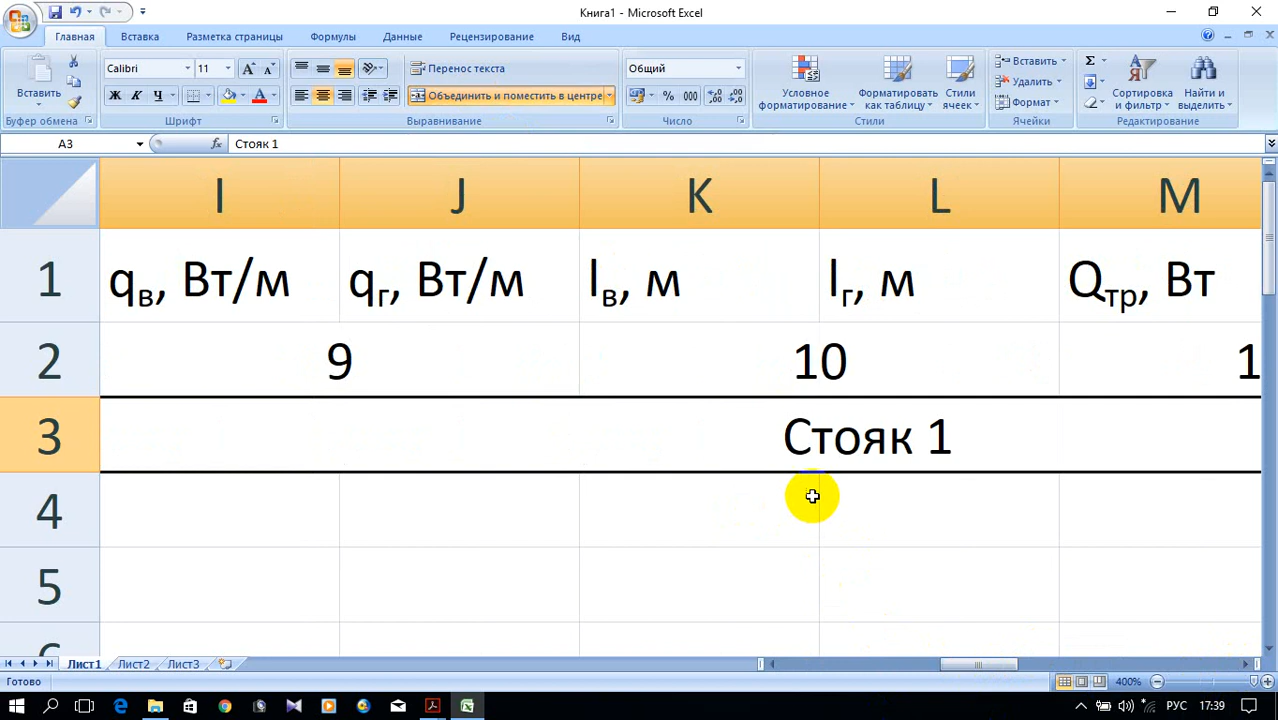 Книга1 - Microsoft Excel
Главная Вставка Разметка страницы Формулы Данные Рецензирование Вид
Вставить
Буфер обмена
Calibri 11
Ж К Ч
Шрифт
Перенос текста
Объединить и поместить в центре
Выравнивание
Общий
% 000
Число
Условное форматирование
Форматировать как таблицу
Стили ячеек
Стили
Вставить
Удалить
Формат
Ячейки
Сортировка и фильтр
Найти и выделить
Редактирование
A3 fx Стояк 1
I J K L M
1 qв, Вт/м qг, Вт/м lв, м lг, м Qтр, Вт
2 9 10 1
3 Стояк 1
4
5
6
Лист1 Лист2 Лист3
Готово 400%
РУС 17:39